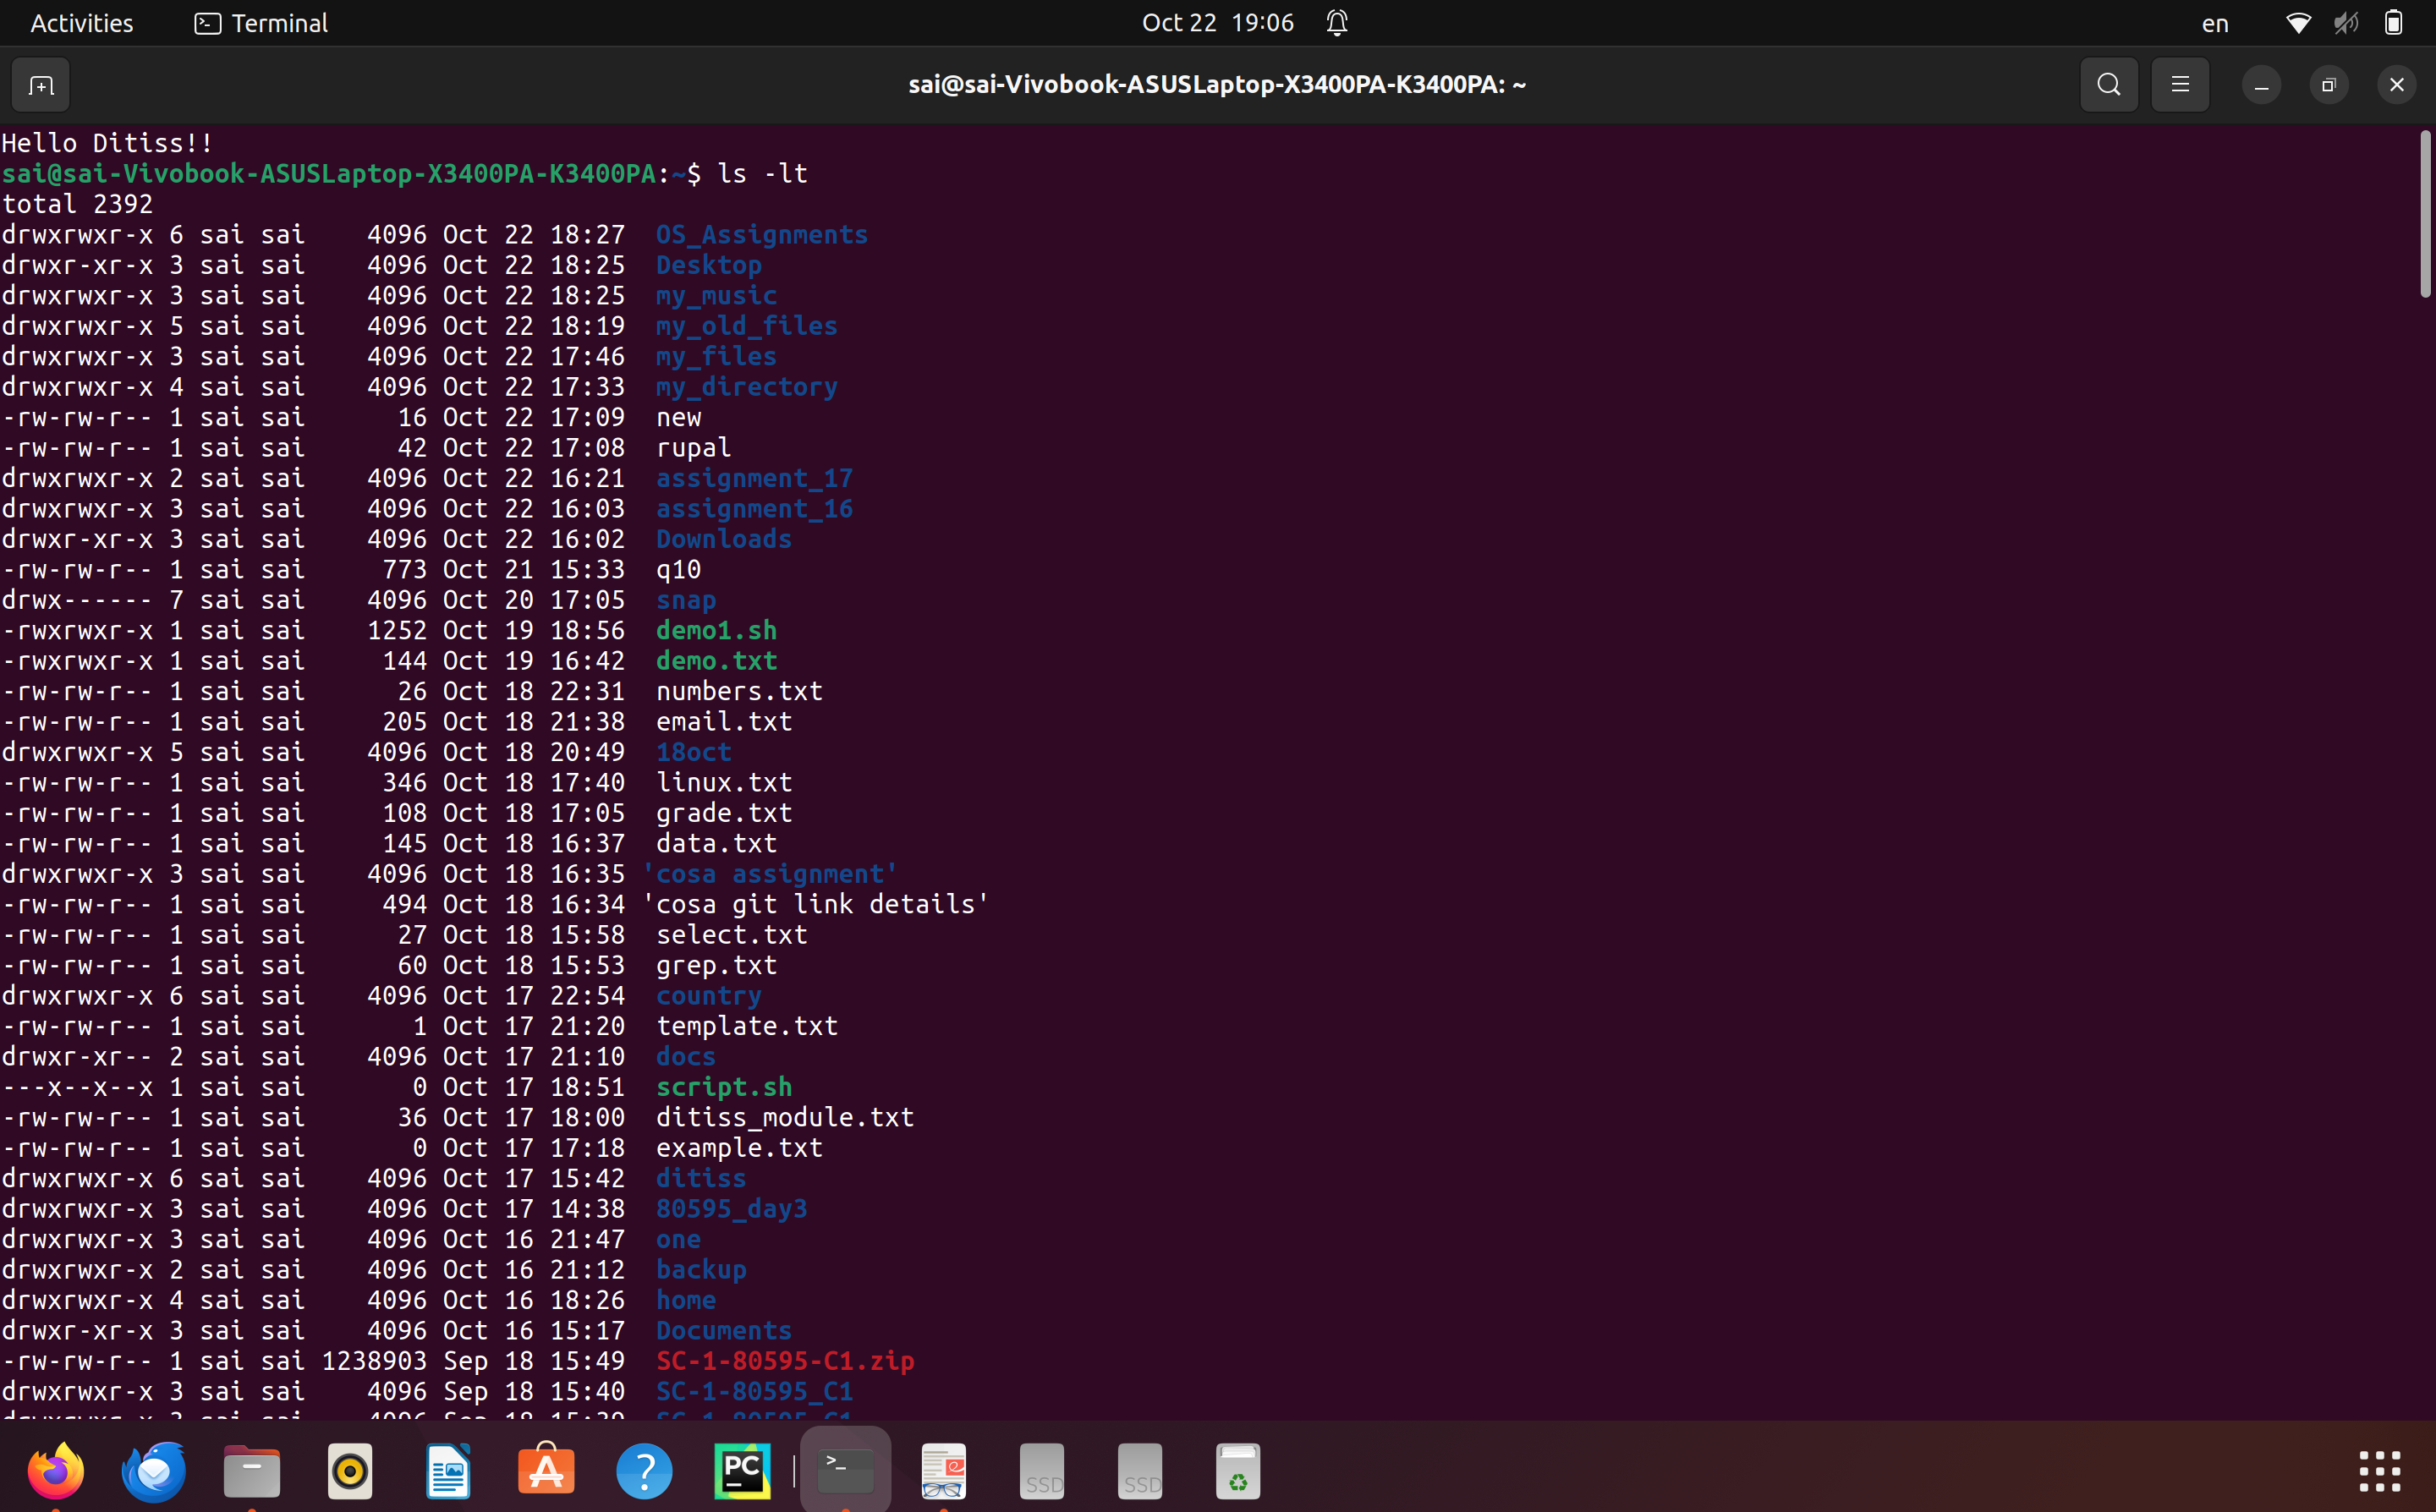 Activities Terminal Oct 22 19:06 en
sai@sai-Vivobook-ASUSLaptop-X3400PA-K3400PA: ~
Hello Ditiss!!
sai@sai-Vivobook-ASUSLaptop-X3400PA-K3400PA:~$ ls -lt
total 2392
drwxrwxr-x 6 sai sai    4096 Oct 22 18:27  OS_Assignments
drwxr-xr-x 3 sai sai    4096 Oct 22 18:25  Desktop
drwxrwxr-x 3 sai sai    4096 Oct 22 18:25  my_music
drwxrwxr-x 5 sai sai    4096 Oct 22 18:19  my_old_files
drwxrwxr-x 3 sai sai    4096 Oct 22 17:46  my_files
drwxrwxr-x 4 sai sai    4096 Oct 22 17:33  my_directory
-rw-rw-r-- 1 sai sai      16 Oct 22 17:09  new
-rw-rw-r-- 1 sai sai      42 Oct 22 17:08  rupal
drwxrwxr-x 2 sai sai    4096 Oct 22 16:21  assignment_17
drwxrwxr-x 3 sai sai    4096 Oct 22 16:03  assignment_16
drwxr-xr-x 3 sai sai    4096 Oct 22 16:02  Downloads
-rw-rw-r-- 1 sai sai     773 Oct 21 15:33  q10
drwx------ 7 sai sai    4096 Oct 20 17:05  snap
-rwxrwxr-x 1 sai sai    1252 Oct 19 18:56  demo1.sh
-rwxrwxr-x 1 sai sai     144 Oct 19 16:42  demo.txt
-rw-rw-r-- 1 sai sai      26 Oct 18 22:31  numbers.txt
-rw-rw-r-- 1 sai sai     205 Oct 18 21:38  email.txt
drwxrwxr-x 5 sai sai    4096 Oct 18 20:49  18oct
-rw-rw-r-- 1 sai sai     346 Oct 18 17:40  linux.txt
-rw-rw-r-- 1 sai sai     108 Oct 18 17:05  grade.txt
-rw-rw-r-- 1 sai sai     145 Oct 18 16:37  data.txt
drwxrwxr-x 3 sai sai    4096 Oct 18 16:35 'cosa assignment'
-rw-rw-r-- 1 sai sai     494 Oct 18 16:34 'cosa git link details'
-rw-rw-r-- 1 sai sai      27 Oct 18 15:58  select.txt
-rw-rw-r-- 1 sai sai      60 Oct 18 15:53  grep.txt
drwxrwxr-x 6 sai sai    4096 Oct 17 22:54  country
-rw-rw-r-- 1 sai sai       1 Oct 17 21:20  template.txt
drwxr-xr-- 2 sai sai    4096 Oct 17 21:10  docs
---x--x--x 1 sai sai       0 Oct 17 18:51  script.sh
-rw-rw-r-- 1 sai sai      36 Oct 17 18:00  ditiss_module.txt
-rw-rw-r-- 1 sai sai       0 Oct 17 17:18  example.txt
drwxrwxr-x 6 sai sai    4096 Oct 17 15:42  ditiss
drwxrwxr-x 3 sai sai    4096 Oct 17 14:38  80595_day3
drwxrwxr-x 3 sai sai    4096 Oct 16 21:47  one
drwxrwxr-x 2 sai sai    4096 Oct 16 21:12  backup
drwxrwxr-x 4 sai sai    4096 Oct 16 18:26  home
drwxr-xr-x 3 sai sai    4096 Oct 16 15:17  Documents
-rw-rw-r-- 1 sai sai 1238903 Sep 18 15:49  SC-1-80595-C1.zip
drwxrwxr-x 3 sai sai    4096 Sep 18 15:40  SC-1-80595_C1
PC SSD SSD